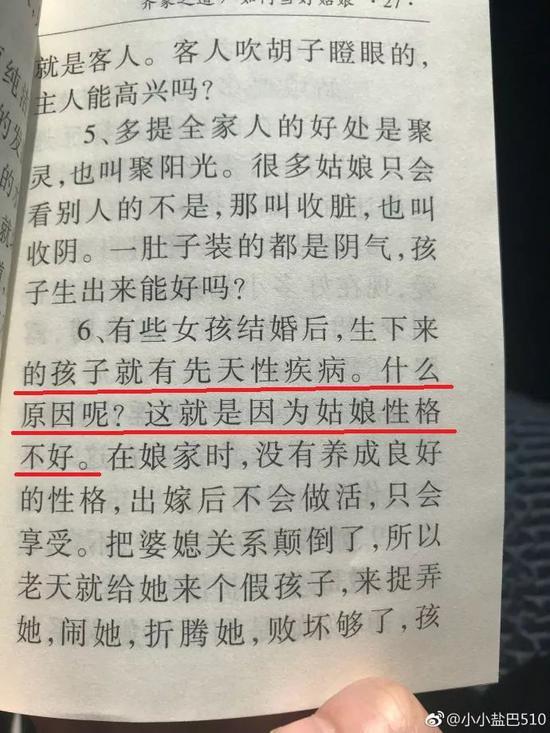 齐家之道，如何当好姑娘 · 27 ·
就是客人。客人吹胡子瞪眼的，
主人能高兴吗？
5、多提全家人的好处是聚
灵，也叫聚阳光。很多姑娘只会
看别人的不是，那叫收脏，也叫
收阴。一肚子装的都是阴气，孩
子生出来能好吗？
6、有些女孩结婚后，生下来
的孩子就有先天性疾病。什么
原因呢？这就是因为姑娘性格
不好。在娘家时，没有养成良好
的性格，出嫁后不会做活，只会
享受。把婆媳关系颠倒了，所以
老天就给她来个假孩子，来捉弄
她，闹她，折腾她，败坏够了，孩
@小小盐巴510